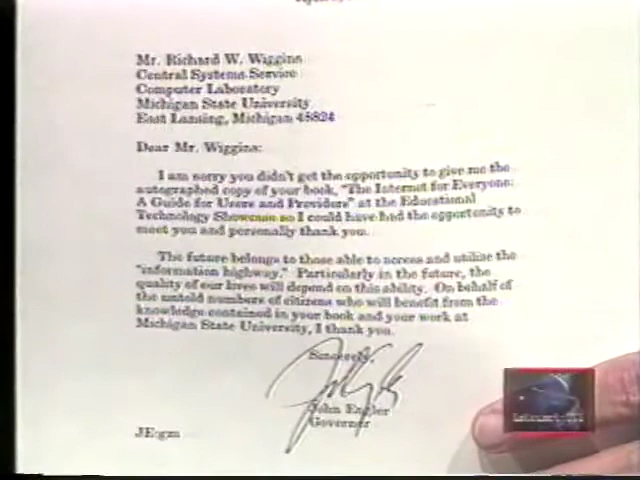 Mr. Richard W. Wiggins
Central Systems Service
Computer Laboratory
Michigan State University
East Lansing, Michigan 48824
Dear Mr. Wiggins:
I am sorry you didn't get the opportunity to give me the
autographed copy of your book, "The Internet for Everyone:
A Guide for Users and Providers" at the Educational
Technology Showcase so I could have had the opportunity to
meet you and personally thank you.
The future belongs to those able to access and utilize the
"information highway." Particularly in the future, the
quality of our lives will depend on this ability. On behalf of
the untold numbers of citizens who will benefit from the
knowledge contained in your book and your work at
Michigan State University, I thank you.
Sincerely,
John Engler
Governor
JE:gm